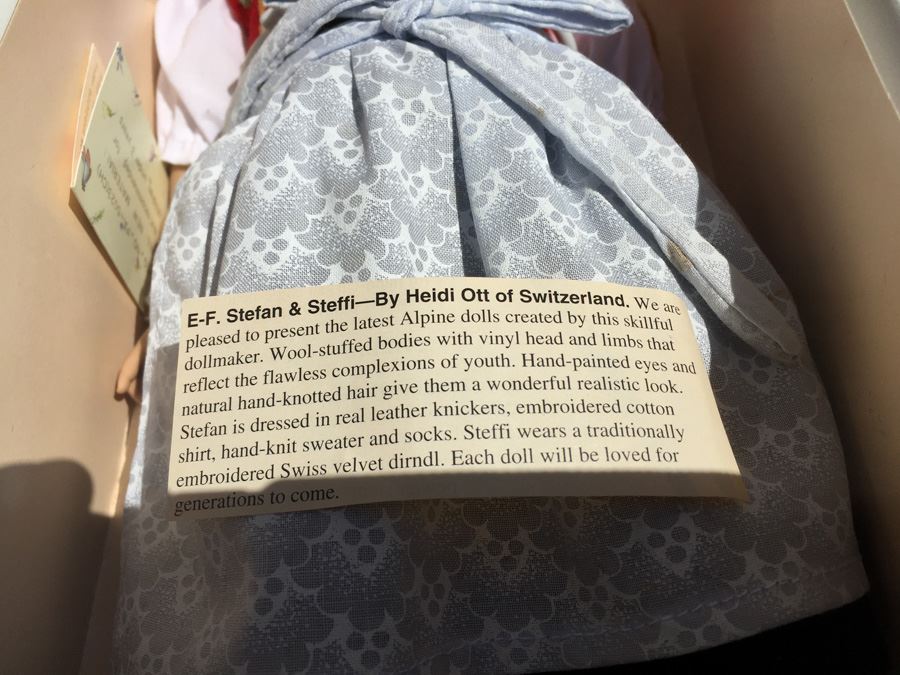 E-F. Stefan & Steffi—By Heidi Ott of Switzerland. We are
pleased to present the latest Alpine dolls created by this skillful
dollmaker. Wool-stuffed bodies with vinyl head and limbs that
reflect the flawless complexions of youth. Hand-painted eyes and
natural hand-knotted hair give them a wonderful realistic look.
Stefan is dressed in real leather knickers, embroidered cotton
shirt, hand-knit sweater and socks. Steffi wears a traditionally
embroidered Swiss velvet dirndl. Each doll will be loved for
generations to come.